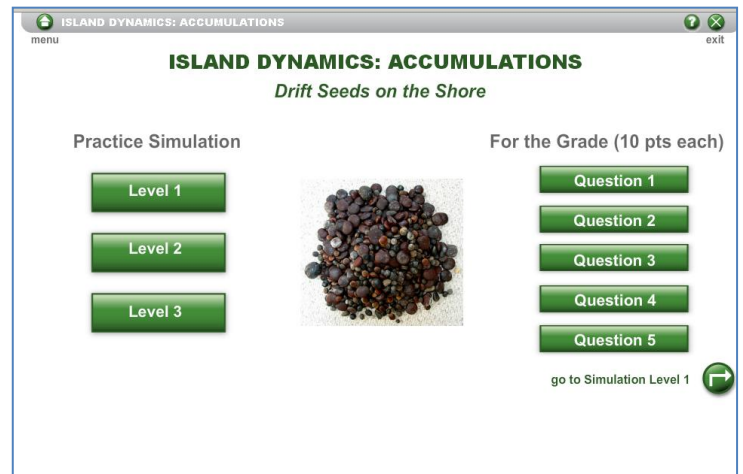 ISLAND DYNAMICS: ACCUMULATIONS
?
menu
exit
ISLAND DYNAMICS: ACCUMULATIONS
Drift Seeds on the Shore
Practice Simulation
Level 1
Level 2
Level 3
For the Grade (10 pts each)
Question 1
Question 2
Question 3
Question 4
Question 5
go to Simulation Level 1